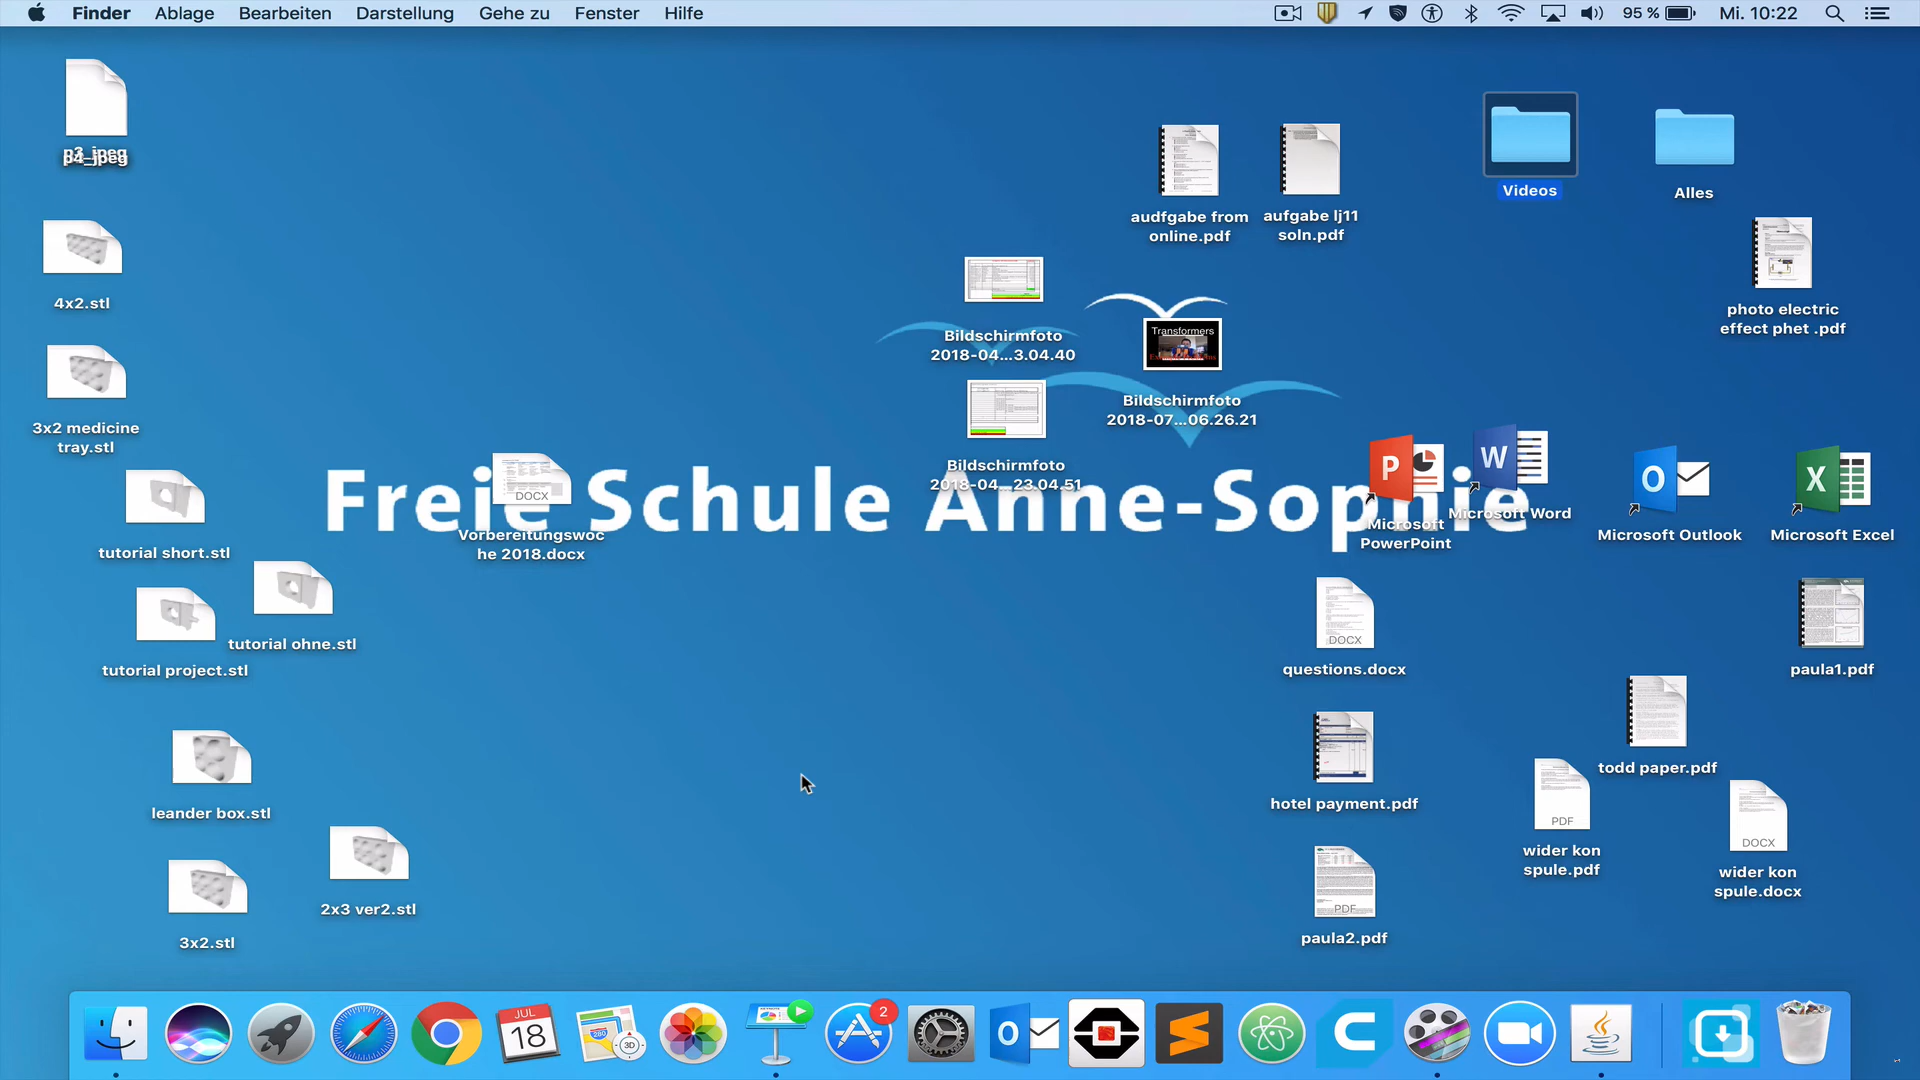 Finder Ablage Bearbeiten Darstellung Gehe zu Fenster Hilfe
95 % Mi. 10:22
4x2.stl
3x2 medicine
tray.stl
tutorial short.stl
tutorial ohne.stl
tutorial project.stl
leander box.stl
2x3 ver2.stl
3x2.stl
DOCX
Vorbereitungswoc
he 2018.docx
Freie Schule Anne-Sophie
audfgabe from
online.pdf
aufgabe lj11
soln.pdf
Bildschirmfoto
2018-04...3.04.40
Transformers
Bildschirmfoto
2018-07...06.26.21
Bildschirmfoto
2018-04...23.04.51
Videos
Alles
photo electric
effect phet .pdf
Microsoft
PowerPoint
Microsoft Word
Microsoft Outlook
Microsoft Excel
DOCX
questions.docx
paula1.pdf
hotel payment.pdf
todd paper.pdf
PDF
wider kon
spule.pdf
DOCX
wider kon
spule.docx
PDF
paula2.pdf
JUL
18
3D
2